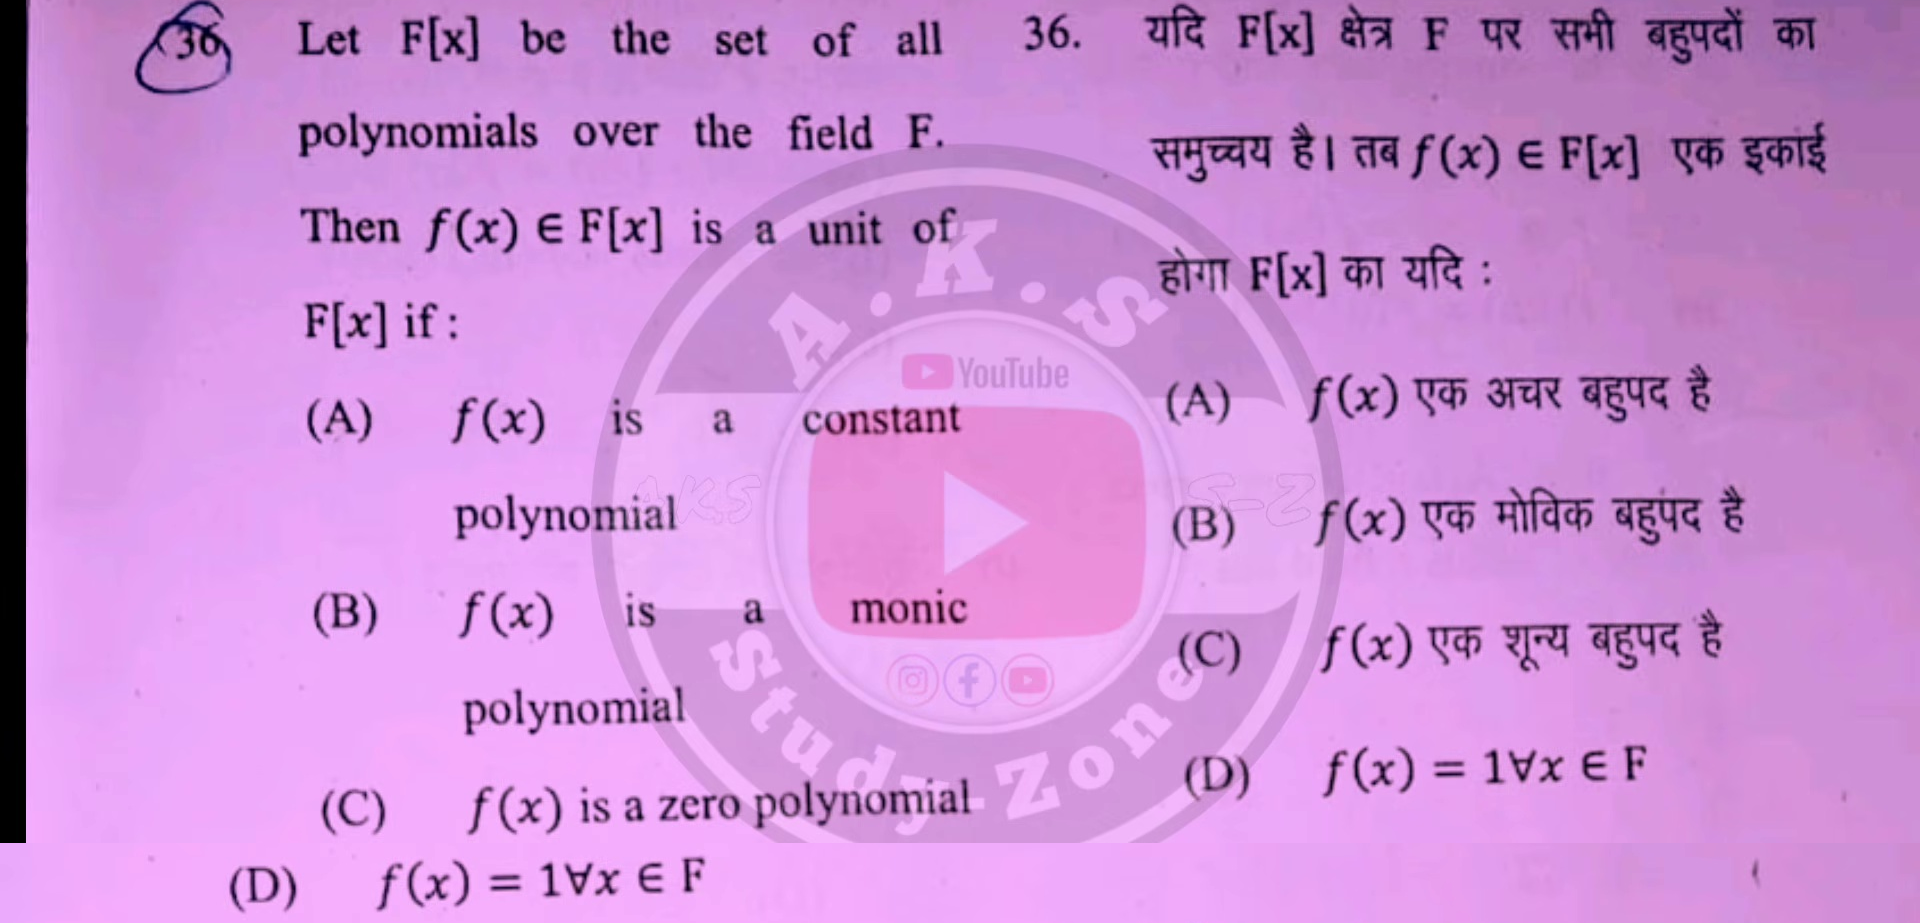 36
Let F[x] be the set of all
polynomials over the field F.
Then f(x) ∈ F[x] is a unit of
F[x] if :
(A) f(x) is a constant
polynomial
(B) f(x) is a monic
polynomial
(C) f(x) is a zero polynomial
(D) f(x) = 1∀x ∈ F
36. यदि F[x] क्षेत्र F पर सभी बहुपदों का
समुच्चय है। तब f(x) ∈ F[x] एक इकाई
होगा F[x] का यदि :
(A) f(x) एक अचर बहुपद है
(B) f(x) एक मोविक बहुपद है
(C) f(x) एक शून्य बहुपद है
(D) f(x) = 1∀x ∈ F
A.K.S
YouTube
AKS S-Z
Study Zone